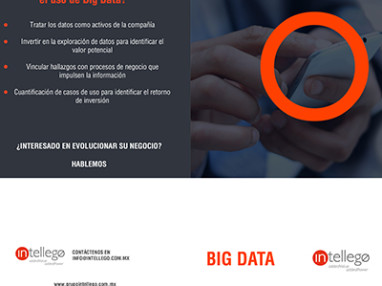 el uso de Big Data?
Tratar los datos como activos de la compañía
Invertir en la exploración de datos para identificar el
valor potencial
Vincular hallazgos con procesos de negocio que
impulsen la información
Cuantificación de casos de uso para identificar el retorno
de inversión
¿INTERESADO EN EVOLUCIONAR SU NEGOCIO?
HABLEMOS
intellego
CONTÁCTENOS EN
INFO@INTELLEGO.COM.MX
www.grupointellego.com.mx
BIG DATA
intellego